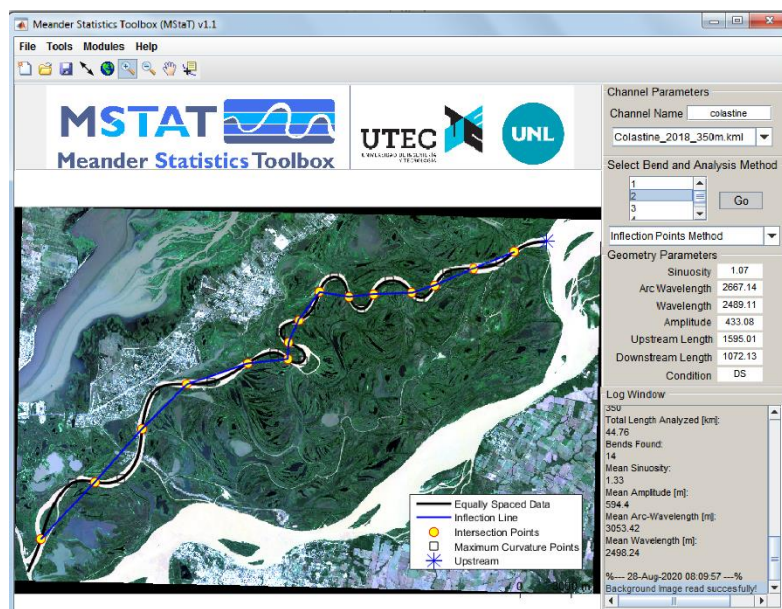 Meander Statistics Toolbox (MStaT) v1.1
File Tools Modules Help
MSTAT
Meander Statistics Toolbox
UTEC
UNIVERSIDAD DE INGENIERÍA
Y TECNOLOGÍA
UNL
Channel Parameters
Channel Name colastine
Colastine_2018_350m.kml
Select Bend and Analysis Method
1
2
3
Go
Inflection Points Method
Geometry Parameters
Sinuosity 1.07
Arc Wavelength 2667.14
Wavelength 2489.11
Amplitude 433.08
Upstream Length 1595.01
Downstream Length 1072.13
Condition DS
Log Window
350
Total Length Analyzed [km]:
44.76
Bends Found:
14
Mean Sinuosity:
1.33
Mean Amplitude [m]:
594.4
Mean Arc-Wavelength [m]:
3053.42
Mean Wavelength [m]:
2498.24
%--- 28-Aug-2020 08:09:57 ---%
Background image read succesfully!
Equally Spaced Data
Inflection Line
Intersection Points
Maximum Curvature Points
Upstream
0